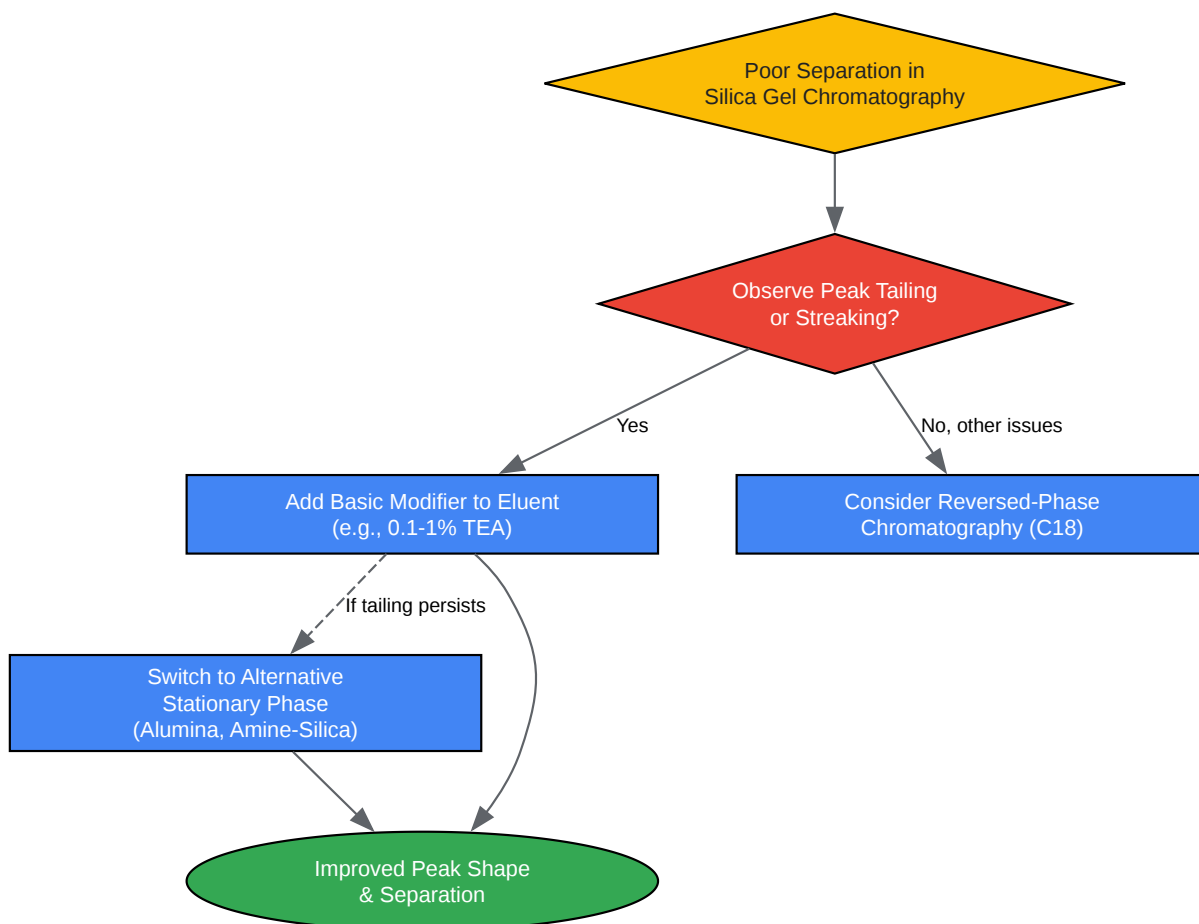 Poor Separation in
Silica Gel Chromatography
Observe Peak Tailing
or Streaking?
Yes
No, other issues
Add Basic Modifier to Eluent
(e.g., 0.1-1% TEA)
Consider Reversed-Phase
Chromatography (C18)
If tailing persists
Switch to Alternative
Stationary Phase
(Alumina, Amine-Silica)
Improved Peak Shape
& Separation